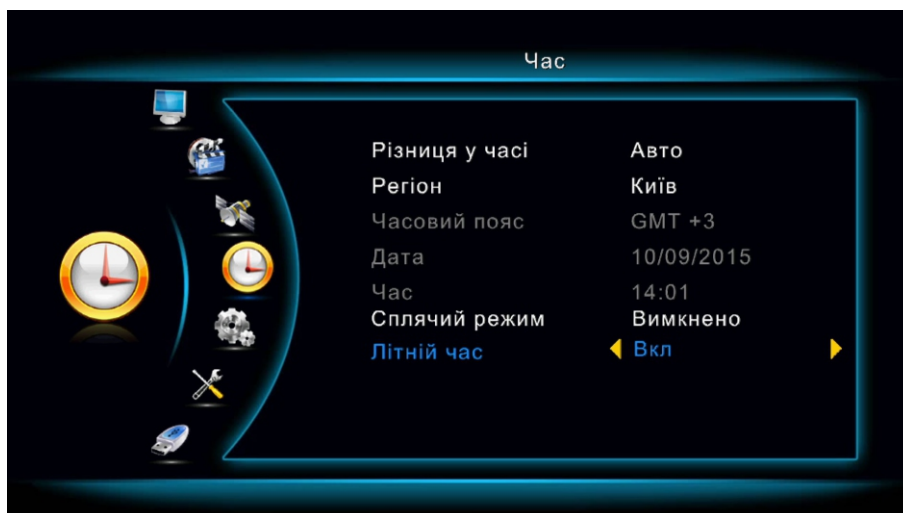 Час
Різниця у часі Авто
Регіон Київ
Часовий пояс GMT +3
Дата 10/09/2015
Час 14:01
Сплячий режим Вимкнено
Літній час Вкл